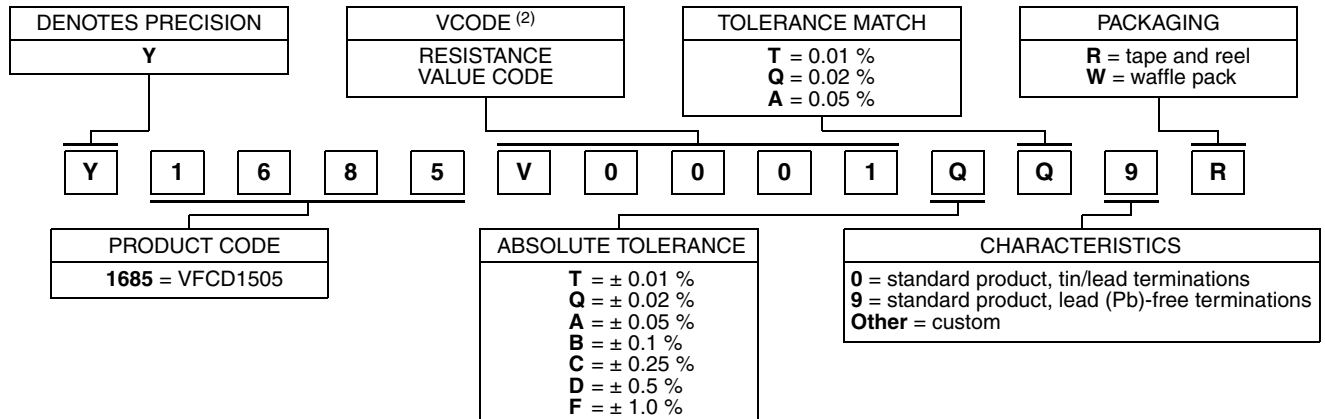 DENOTES PRECISION
Y
VCODE (2)
RESISTANCE
VALUE CODE
TOLERANCE MATCH
T = 0.01 %
Q = 0.02 %
A = 0.05 %
PACKAGING
R = tape and reel
W = waffle pack
Y 1 6 8 5 V 0 0 0 1 Q Q 9 R
PRODUCT CODE
1685 = VFCD1505
ABSOLUTE TOLERANCE
T = ± 0.01 %
Q = ± 0.02 %
A = ± 0.05 %
B = ± 0.1 %
C = ± 0.25 %
D = ± 0.5 %
F = ± 1.0 %
CHARACTERISTICS
0 = standard product, tin/lead terminations
9 = standard product, lead (Pb)-free terminations
Other = custom